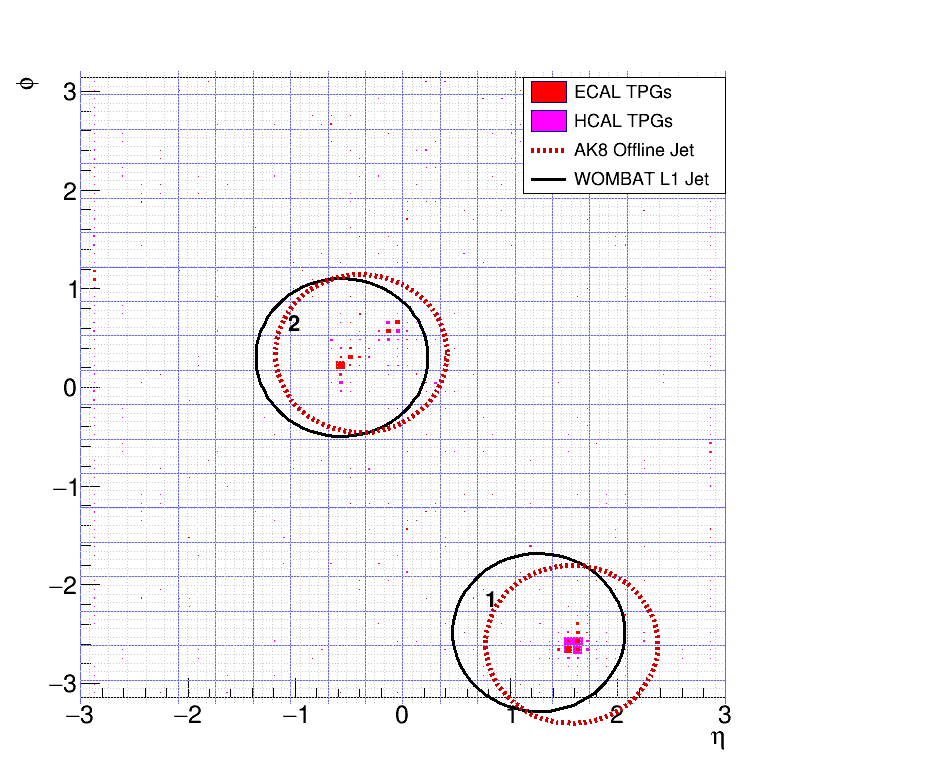 ϕ
3
2
1
0
−1
−2
−3
ECAL TPGs
HCAL TPGs
AK8 Offline Jet
WOMBAT L1 Jet
2
1
−3 −2 −1 0 1 2 3
η